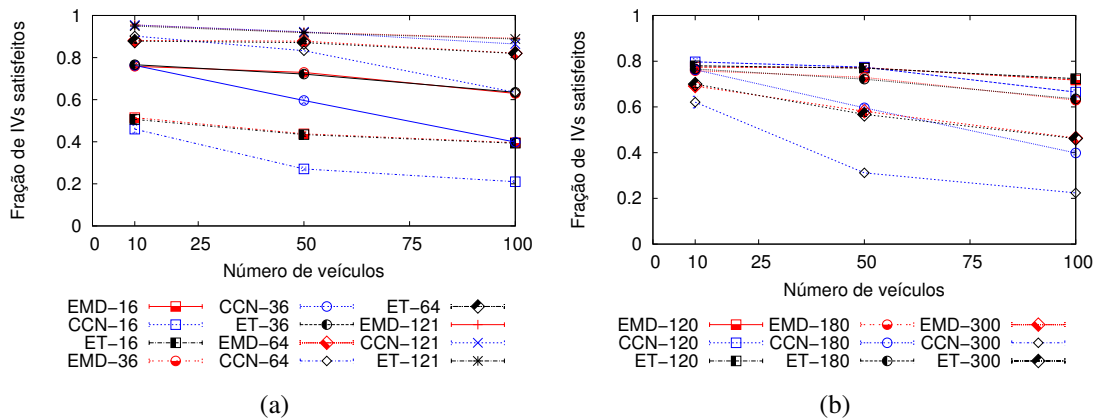 1
0.8
0.6
0.4
0.2
0
0 10 25 50 75 100
Fração de IVs satisfeitos
Número de veículos
EMD−16 CCN−36 ET−64
CCN−16 ET−36 EMD−121
ET−16 EMD−64 CCN−121
EMD−36 CCN−64 ET−121
(a)
1
0.8
0.6
0.4
0.2
0
0 10 25 50 75 100
Fração de IVs satisfeitos
Número de veículos
EMD−120 EMD−180 EMD−300
CCN−120 CCN−180 CCN−300
ET−120 ET−180 ET−300
(b)